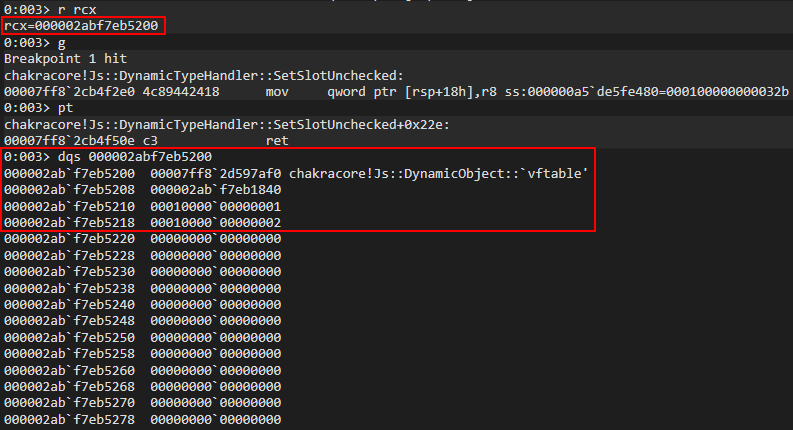 0:003> r rcx
rcx=000002abf7eb5200
0:003> g
Breakpoint 1 hit
chakracore!Js::DynamicTypeHandler::SetSlotUnchecked:
00007ff8`2cb4f2e0 4c89442418      mov     qword ptr [rsp+18h],r8 ss:000000a5`de5fe480=000100000000032b
0:003> pt
chakracore!Js::DynamicTypeHandler::SetSlotUnchecked+0x22e:
00007ff8`2cb4f50e c3              ret
0:003> dqs 000002abf7eb5200
000002ab`f7eb5200  00007ff8`2d597af0 chakracore!Js::DynamicObject::`vftable'
000002ab`f7eb5208  000002ab`f7eb1840
000002ab`f7eb5210  00010000`00000001
000002ab`f7eb5218  00010000`00000002
000002ab`f7eb5220  00000000`00000000
000002ab`f7eb5228  00000000`00000000
000002ab`f7eb5230  00000000`00000000
000002ab`f7eb5238  00000000`00000000
000002ab`f7eb5240  00000000`00000000
000002ab`f7eb5248  00000000`00000000
000002ab`f7eb5250  00000000`00000000
000002ab`f7eb5258  00000000`00000000
000002ab`f7eb5260  00000000`00000000
000002ab`f7eb5268  00000000`00000000
000002ab`f7eb5270  00000000`00000000
000002ab`f7eb5278  00000000`00000000